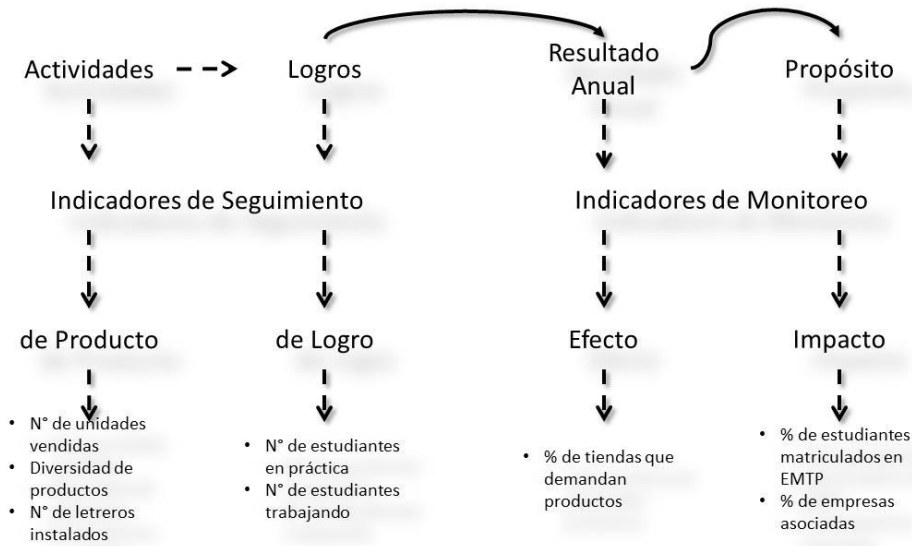 Actividades
Logros
Resultado
Anual
Propósito
Indicadores de Seguimiento
Indicadores de Monitoreo
de Producto
de Logro
Efecto
Impacto
• N° de unidades
vendidas
• Diversidad de
productos
• N° de letreros
instalados
• N° de estudiantes
en práctica
• N° de estudiantes
trabajando
• % de tiendas que
demandan
productos
• % de estudiantes
matriculados en
EMTP
• % de empresas
asociadas